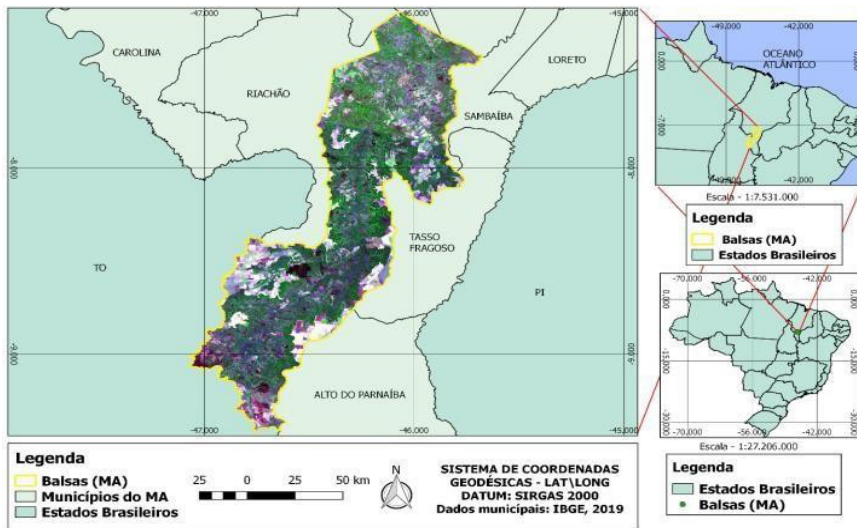 -47.000
-46.000
-45.000
CAROLINA
RIACHÃO
LORETO
SAMBAÍBA
-8.000
-8.000
TASSO
FRAGOSO
TO
PI
-9.000
-9.000
ALTO DO PARNAÍBA
-47.000
-46.000
-45.000
Legenda
Balsas (MA)
Municípios do MA
Estados Brasileiros
25 0 25 50 km
N
SISTEMA DE COORDENADAS
GEODÉSICAS - LAT\LONG
DATUM: SIRGAS 2000
Dados municipais: IBGE, 2019
-49.000
-42.000
OCEANO
ATLÂNTICO
0.000
0.000
-7.000
-7.000
-49.000
-42.000
Escala - 1:7.531.000
Legenda
Balsas (MA)
Estados Brasileiros
-70.000
-56.000
-42.000
0.000
0.000
-15.000
-15.000
-30.000
-30.000
-70.000
-56.000
-42.000
Escala - 1:27.206.000
Legenda
Estados Brasileiros
Balsas (MA)